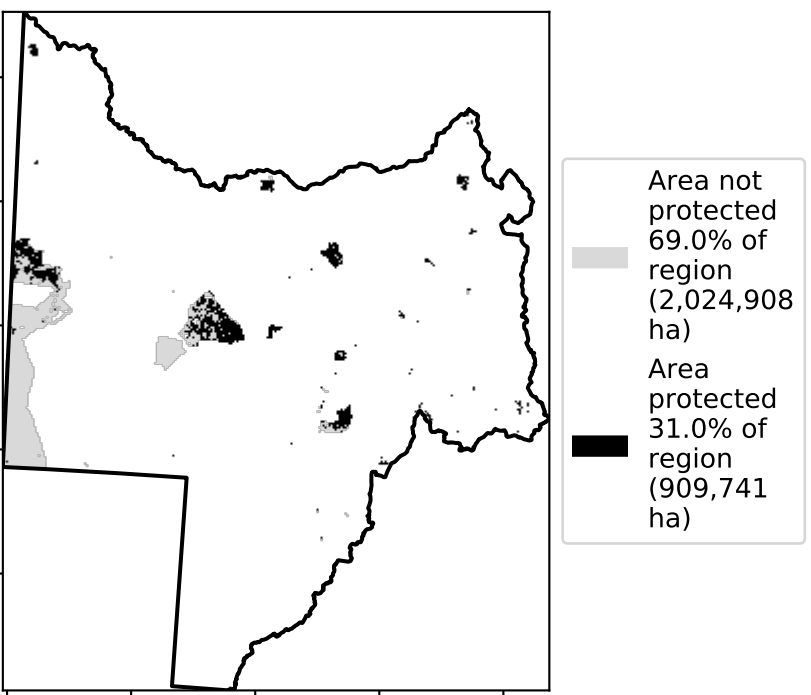 Area not
protected
69.0% of
region
(2,024,908
ha)
Area
protected
31.0% of
region
(909,741
ha)